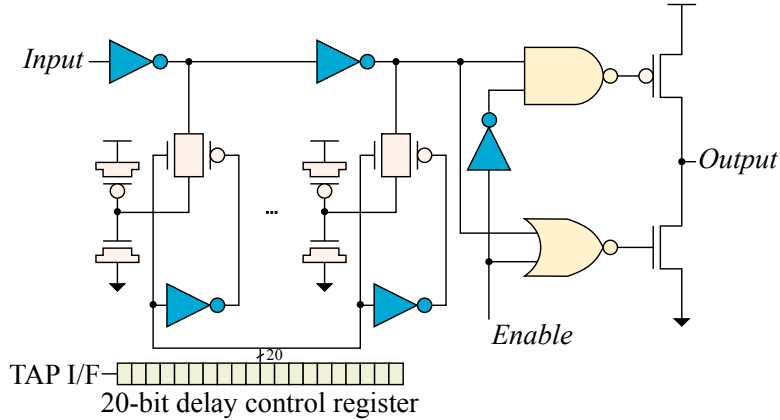 Input
Output
...
Enable
20
TAP I/F
20-bit delay control register